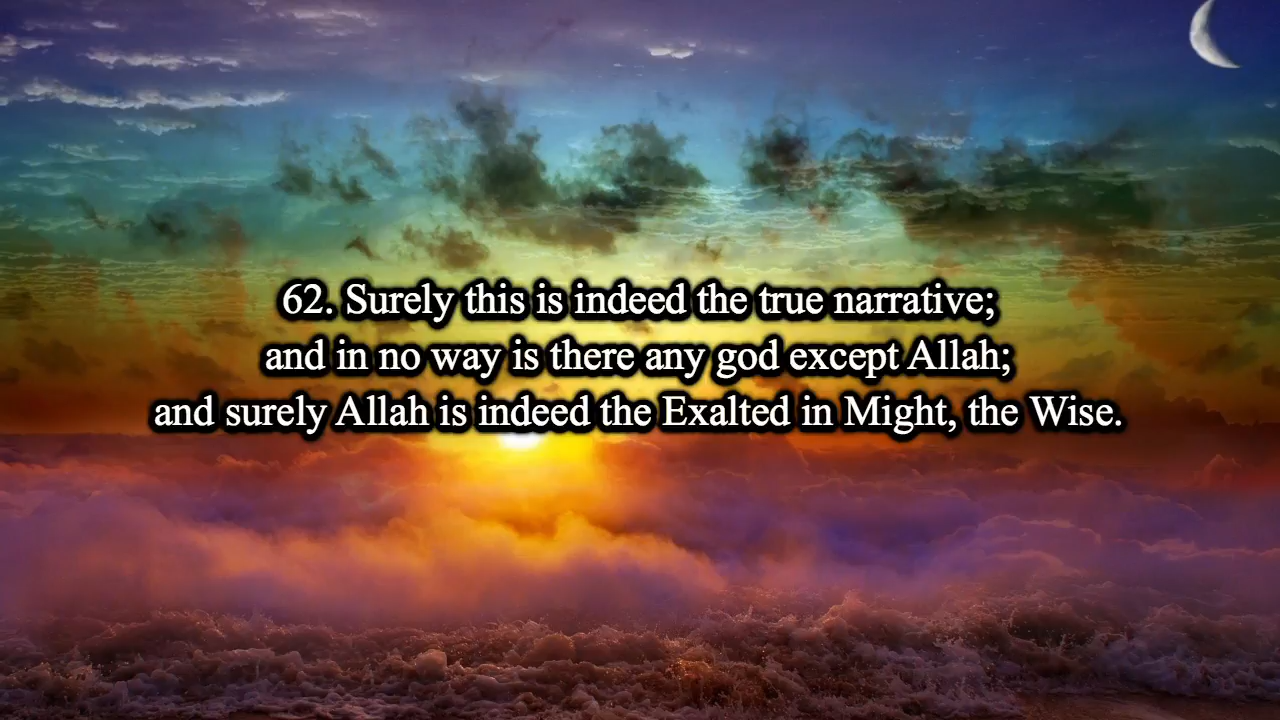 62. Surely this is indeed the true narrative;
and in no way is there any god except Allah;
and surely Allah is indeed the Exalted in Might, the Wise.